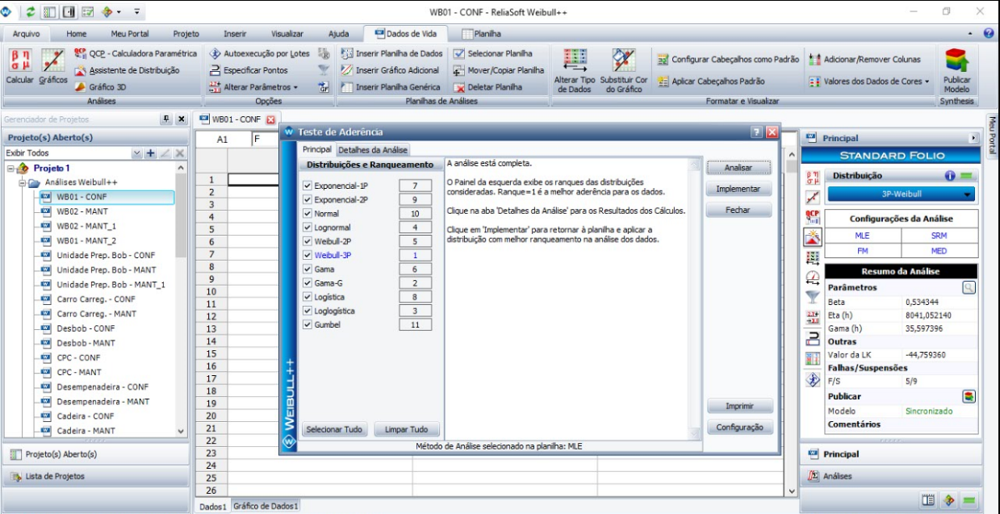 WB01 - CONF - ReliaSoft Weibull++
Arquivo Home Meu Portal Projeto Inserir Visualizar Ajuda Dados de Vida Planilha
β η σ μ
Calcular
Gráficos
QCP - Calculadora Paramétrica
Assistente de Distribuição
Gráfico 3D
Análises
Autoexecução por Lotes
Especificar Pontos
Alterar Parâmetros
Opções
Inserir Planilha de Dados
Inserir Gráfico Adicional
Inserir Planilha Genérica
Selecionar Planilha
Mover/Copiar Planilha
Deletar Planilha
Planilhas de Análises
Alterar Tipo de Dados
Substituir Cor do Gráfico
Configurar Cabeçalhos como Padrão
Aplicar Cabeçalhos Padrão
Adicionar/Remover Colunas
Valores dos Dados de Cores
Formatar e Visualizar
Publicar Modelo
Synthesis
Gerenciador de Projetos
Projeto(s) Aberto(s)
Exibir Todos
Projeto1
Análises Weibull++
WB01 - CONF
WB02 - MANT
WB02 - MANT_1
WB01 - MANT_2
Unidade Prep. Bob - CONF
Unidade Prep. Bob - MANT
Unidade Prep. Bob - MANT_1
Carro Carreg. - CONF
Carro Carreg. - MANT
Desbob - CONF
Desbob - MANT
CPC - CONF
CPC - MANT
Desempenadeira - CONF
Desempenadeira - MANT
Cadeira - CONF
Cadeira - MANT
Projeto(s) Aberto(s)
Lista de Projetos
WB01 - CONF
A1 F
1
2
3
4
5
6
7
8
9
10
11
12
13
14
15
16
17
18
19
20
21
22
23
24
25
26
Dados1 Gráfico de Dados1
Teste de Aderência
Principal Detalhes da Análise
WEIBULL++
Distribuições e Ranqueamento
Exponencial-1P 7
Exponencial-2P 9
Normal 10
Lognormal 4
Weibull-2P 5
Weibull-3P 1
Gama 6
Gama-G 2
Logística 8
Loglogística 3
Gumbel 11
Selecionar Tudo Limpar Tudo
A análise está completa.
O Painel da esquerda exibe os ranques das distribuições
consideradas. Ranque=1 é a melhor aderência para os dados.
Clique na aba 'Detalhes da Análise' para os Resultados dos Cálculos.
Clique em 'Implementar' para retornar à planilha e aplicar a
distribuição com melhor ranqueamento na análise dos dados.
Analisar
Implementar
Fechar
Imprimir
Configuração
Método de Análise selecionado na planilha: MLE
Principal
STANDARD FOLIO
Distribuição
3P-Weibull
Configurações da Análise
MLE SRM
FM MED
Resumo da Análise
Parâmetros
Beta 0,534344
Eta (h) 8041,052140
Gama (h) 35,597396
Outras
Valor da LK -44,759360
Falhas/Suspensões
F/S 5/9
Publicar
Modelo Sincronizado
Comentários
Principal
Análises
Meu Portal